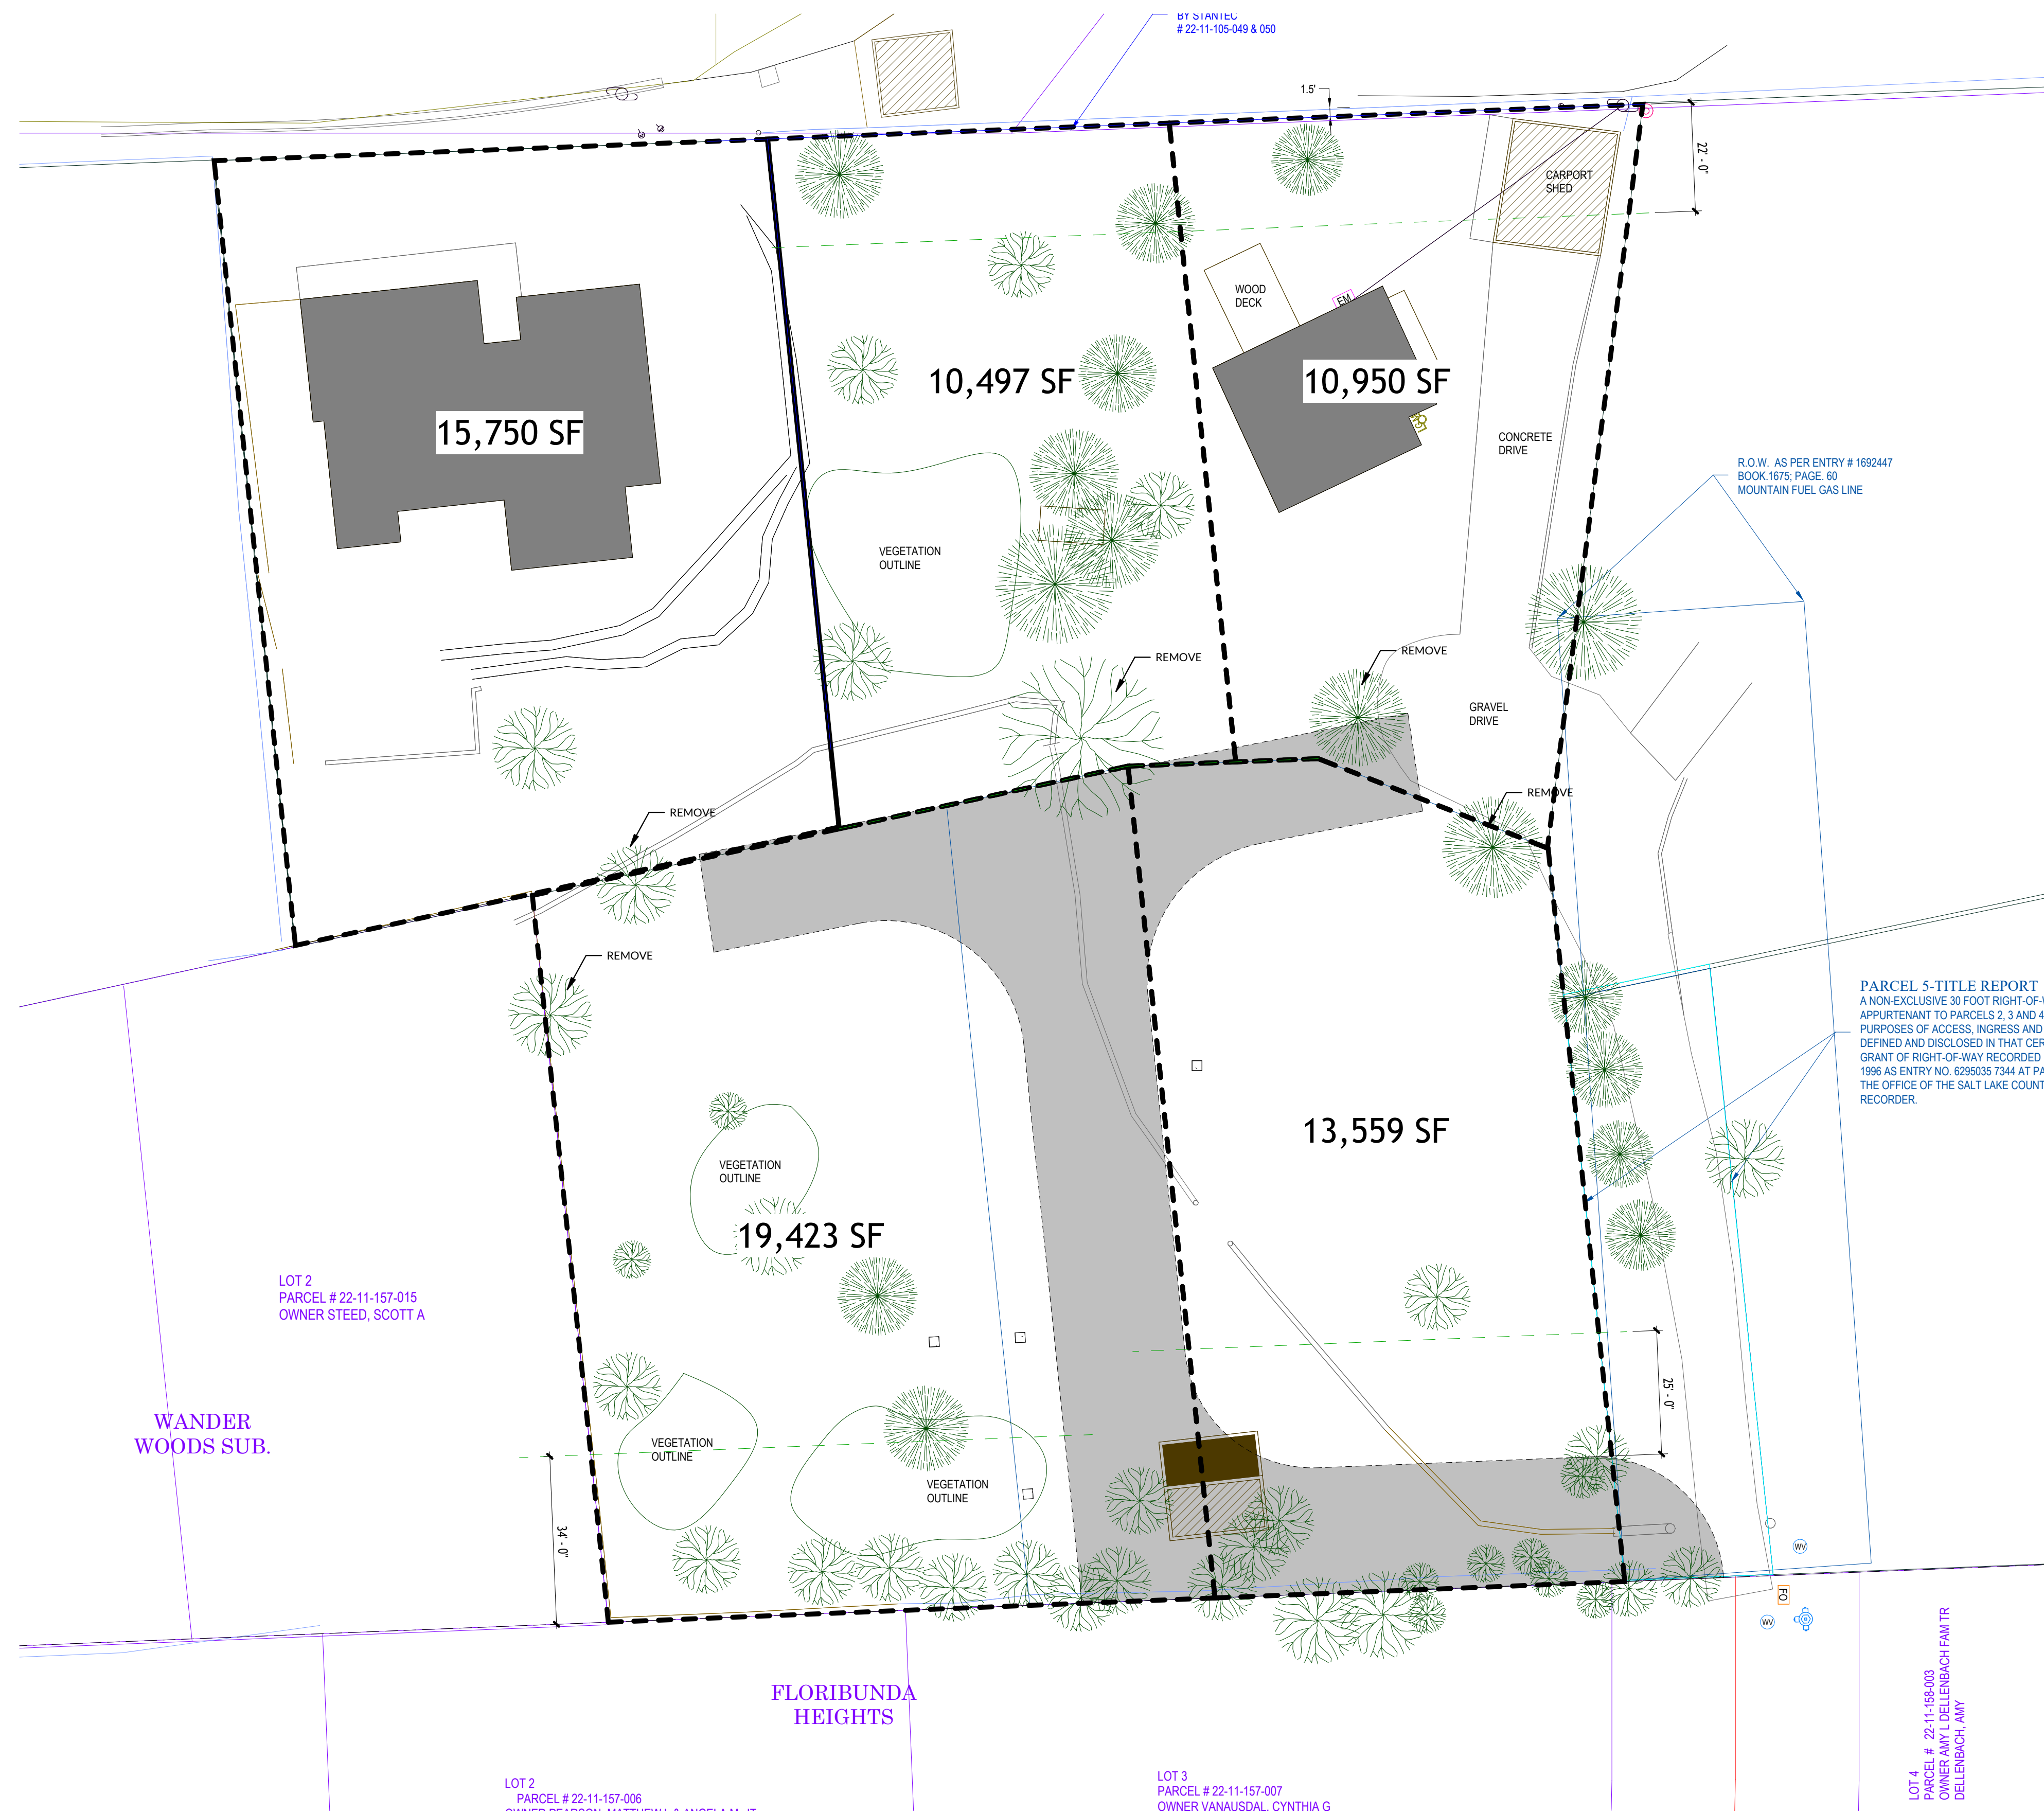 BY STANTEC
# 22-11-105-049 & 050
1.5'
22' - 0"
CARPORT
SHED
WOOD
DECK
EM
10,497 SF
10,950 SF
15,750 SF
CONCRETE
DRIVE
R.O.W. AS PER ENTRY # 1692447
BOOK.1675; PAGE. 60
MOUNTAIN FUEL GAS LINE
VEGETATION
OUTLINE
REMOVE
REMOVE
GRAVEL
DRIVE
REMOVE
REMOVE
REMOVE
PARCEL 5-TITLE REPORT
A NON-EXCLUSIVE 30 FOOT RIGHT-OF-
APPURTENANT TO PARCELS 2, 3 AND 4
PURPOSES OF ACCESS, INGRESS AND
DEFINED AND DISCLOSED IN THAT CER
GRANT OF RIGHT-OF-WAY RECORDED
1996 AS ENTRY NO. 6295035 7344 AT PA
THE OFFICE OF THE SALT LAKE COUNT
RECORDER.
13,559 SF
VEGETATION
OUTLINE
19,423 SF
LOT 2
PARCEL # 22-11-157-015
OWNER STEED, SCOTT A
25' - 0"
WANDER
WOODS SUB.
VEGETATION
OUTLINE
VEGETATION
OUTLINE
34' - 0"
WV
FO
WV
FLORIBUNDA
HEIGHTS
LOT 4
PARCEL # 22-11-158-003
OWNER AMY L DELLENBACH FAM TR
DELLENBACH, AMY
LOT 2
PARCEL # 22-11-157-006
OWNER PEARSON, MATTHEW L & ANGELA M; JT
LOT 3
PARCEL # 22-11-157-007
OWNER VANAUSDAL, CYNTHIA G